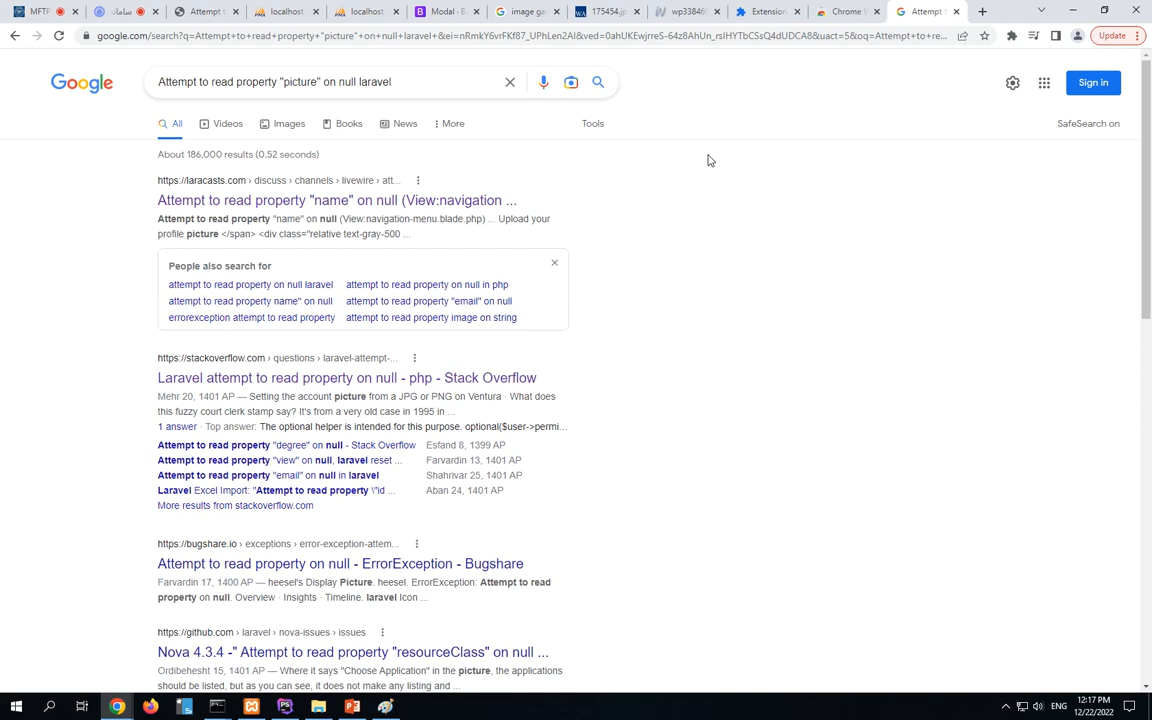 MFTP
سامان
Attempt t
localhost
localhost
Modal - B
image ga
175454.jp
wp33846
Extension
Chrome W
Attempt t
google.com/search?q=Attempt+to+read+property+"picture"+on+null+laravel+&ei=nRmkY6vrFKf87_UPhLen2AI&ved=0ahUKEwjrreS-64z8AhUn_rsIHYTbCSsQ4dUDCA8&uact=5&oq=Attempt+to+re...
Update
Google
Attempt to read property "picture" on null laravel
Sign in
All
Videos
Images
Books
News
More
Tools
SafeSearch on
About 186,000 results (0.52 seconds)
https://laracasts.com › discuss › channels › livewire › att...
Attempt to read property "name" on null (View:navigation ...
Attempt to read property "name" on null (View:navigation-menu.blade.php) ... Upload your
profile picture </span> <div class="relative text-gray-500 ...
People also search for
attempt to read property on null laravel
attempt to read property on null in php
attempt to read property name" on null
attempt to read property "email" on null
errorexception attempt to read property
attempt to read property image on string
https://stackoverflow.com › questions › laravel-attempt-...
Laravel attempt to read property on null - php - Stack Overflow
Mehr 20, 1401 AP — Setting the account picture from a JPG or PNG on Ventura · What does
this fuzzy court clerk stamp say? It's from a very old case in 1995 in ...
1 answer · Top answer: The optional helper is intended for this purpose. optional($user->permi...
Attempt to read property "degree" on null - Stack Overflow Esfand 8, 1399 AP
Attempt to read property "view" on null, laravel reset ... Farvardin 13, 1401 AP
Attempt to read property "email" on null in laravel Shahrivar 25, 1401 AP
Laravel Excel Import: "Attempt to read property \"id ... Aban 24, 1401 AP
More results from stackoverflow.com
https://bugshare.io › exceptions › error-exception-attem...
Attempt to read property on null - ErrorException - Bugshare
Farvardin 17, 1400 AP — heesel's Display Picture. heesel. ErrorException: Attempt to read
property on null. Overview · Insights · Timeline. laravel Icon ...
https://github.com › laravel › nova-issues › issues
Nova 4.3.4 -" Attempt to read property "resourceClass" on null ...
Ordibehesht 15, 1401 AP — Where it says "Choose Application" in the picture, the applications
should be listed, but as you can see, it does not make any listing and ...
ENG
12:17 PM
12/22/2022